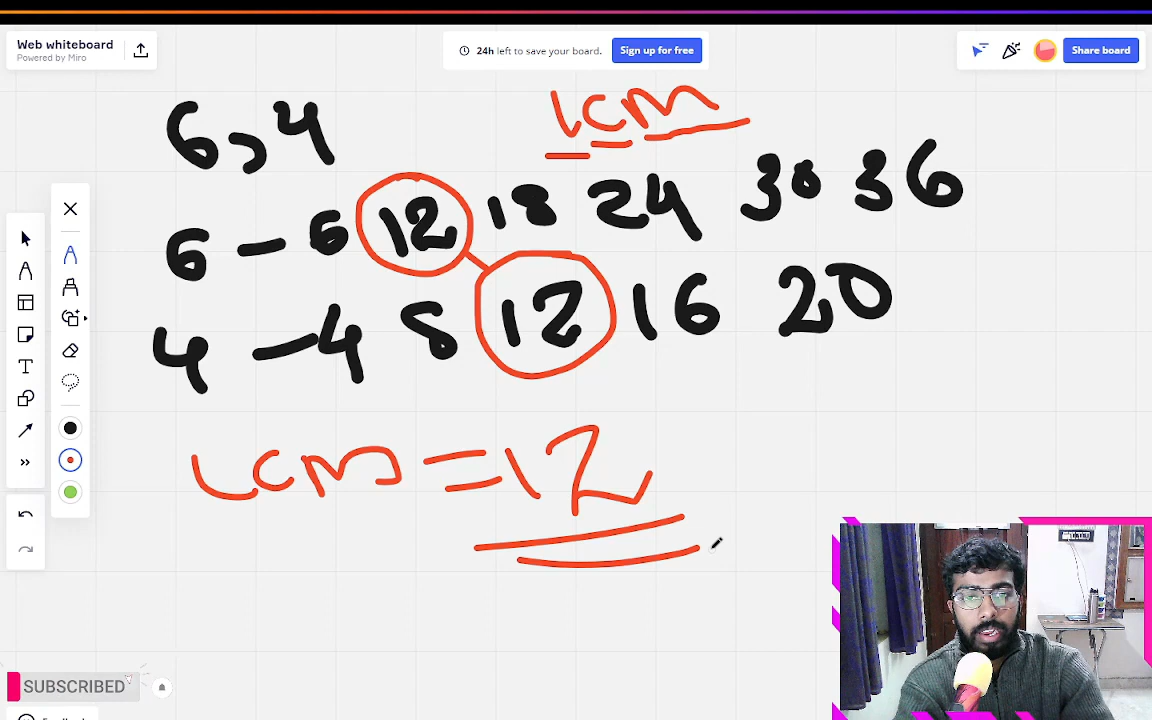 Web whiteboard
Powered by Miro
24h left to save your board.
Sign up for free
Share board
6,4
LCM
6 - 6 12 18 24 30 36
4 - 4 8 12 16 20
LCM = 12
SUBSCRIBED